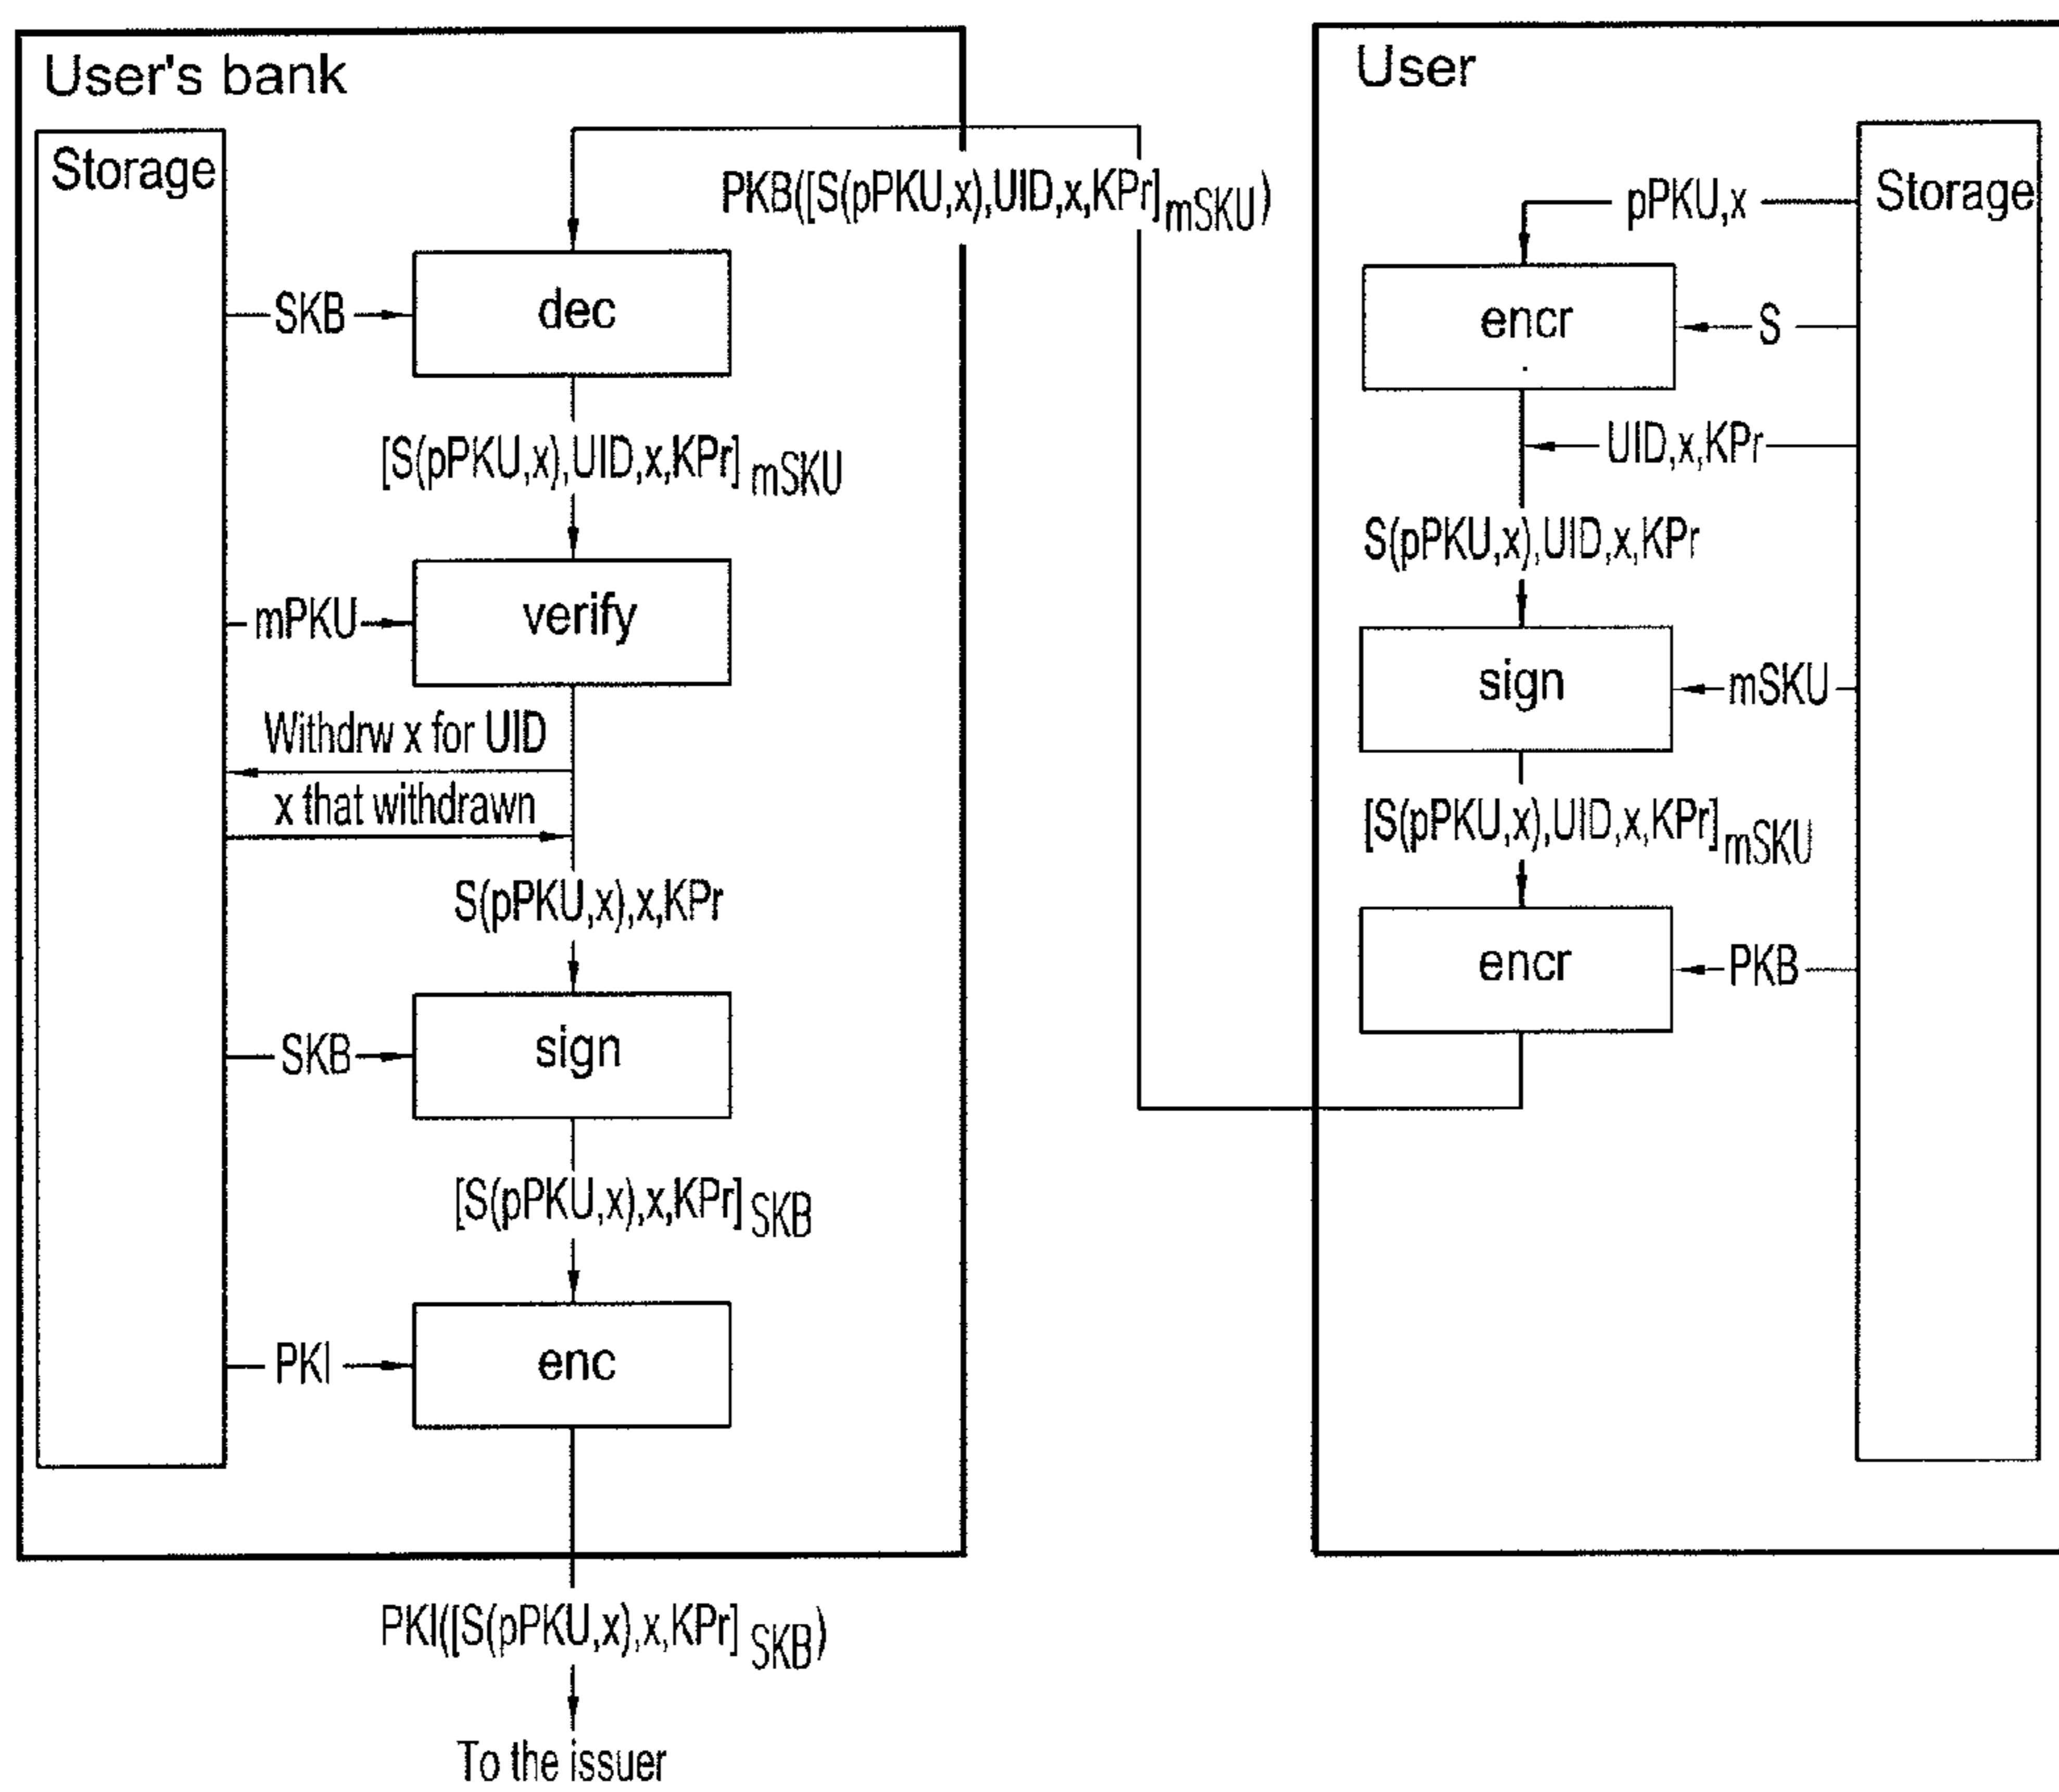 User's bank
Storage
PKB([S(pPKU,x),UID,x,KPr]mSKU)
SKB
dec
[S(pPKU,x),UID,x,KPr] mSKU
mPKU
verify
Withdrw x for UID
x that withdrawn
S(pPKU,x),x,KPr
SKB
sign
[S(pPKU,x),x,KPr] SKB
PKI
enc
PKI([S(pPKU,x),x,KPr] SKB)
To the issuer
User
Storage
pPKU,x
encr
S
UID,x,KPr
S(pPKU,x),UID,x,KPr
sign
mSKU
[S(pPKU,x),UID,x,KPr]mSKU
encr
PKB